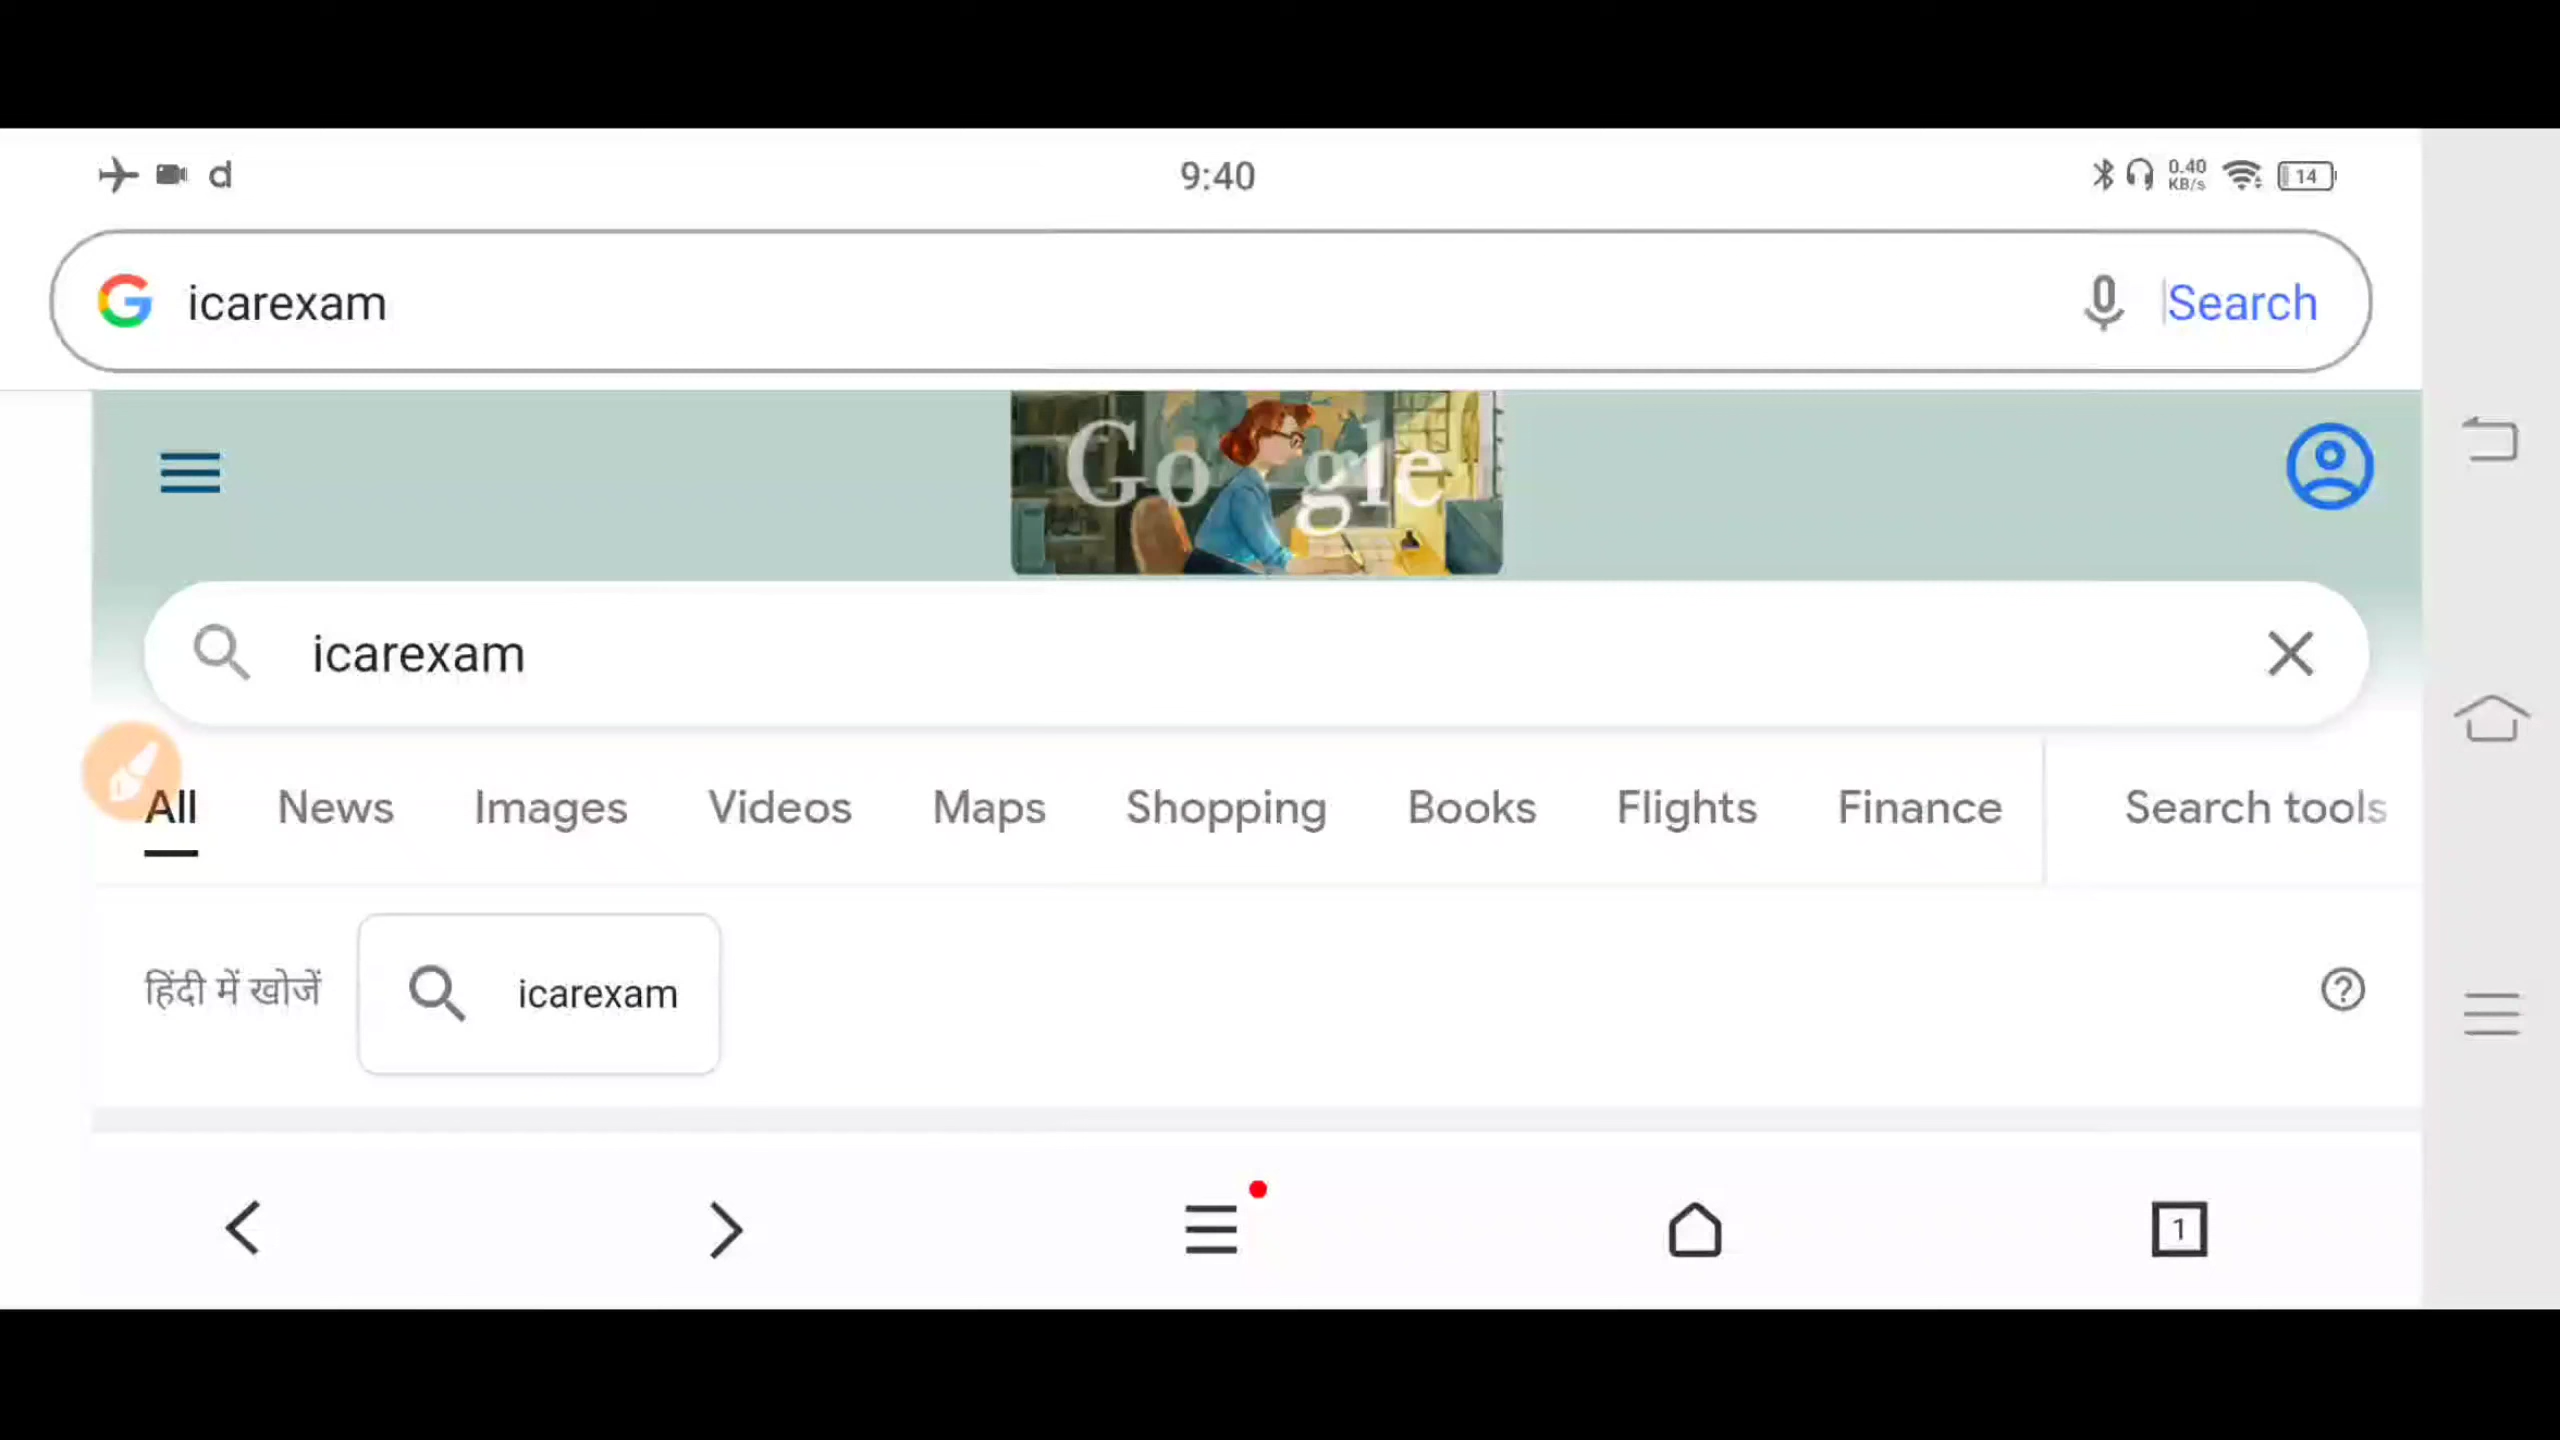 d 9:40 0.40 KB/s 14
icarexam Search
Google
icarexam
All News Images Videos Maps Shopping Books Flights Finance Search tools
हिंदी में खोजें icarexam
1